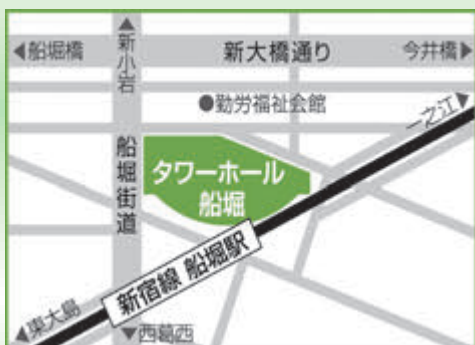 ◀船堀橋
▲新小岩
新大橋通り
今井橋▶
●勤労福祉会館
一之江▶
船堀街道
タワーホール
船堀
新宿線 船堀駅
◀東大島
▼西葛西